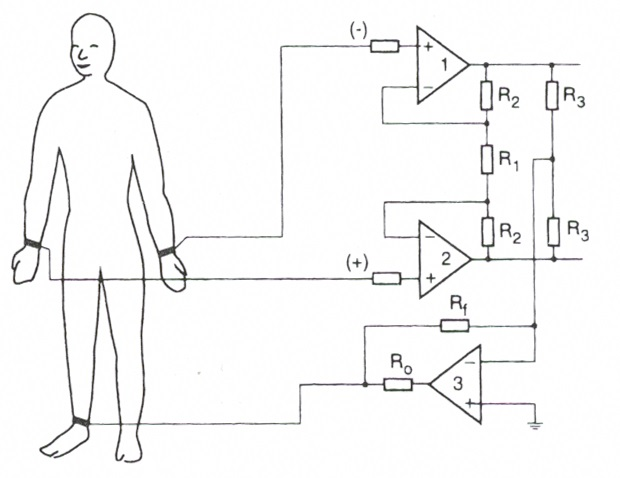 (-)
+
1
−
R2
R3
R1
−
2
+
R2
R3
(+)
Rf
Ro
−
3
+